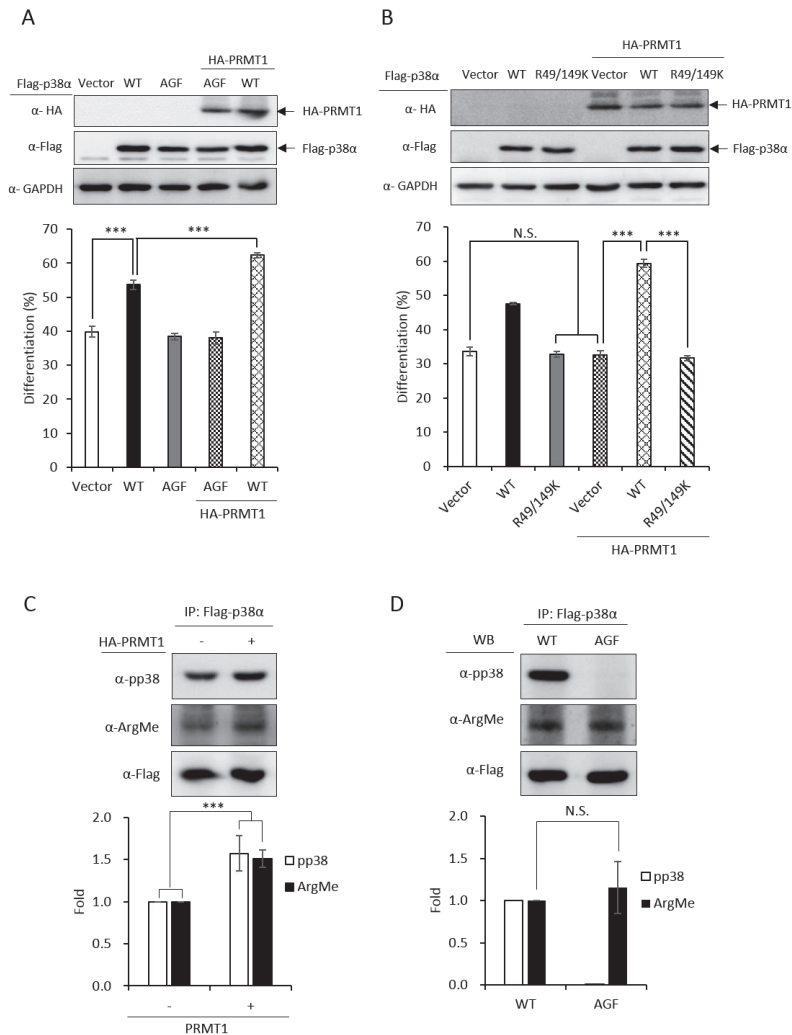 A
HA-PRMT1
Flag-p38α Vector WT AGF AGF WT
α- HA
HA-PRMT1
α-Flag
Flag-p38α
α- GAPDH
70
60
50
40
30
20
10
0
Differentiation (%)
***
***
Vector WT AGF AGF WT
HA-PRMT1
B
HA-PRMT1
Flag-p38α Vector WT R49/149K Vector WT R49/149K
α- HA
HA-PRMT1
α-Flag
Flag-p38α
α- GAPDH
70
60
50
40
30
20
10
0
Differentiation (%)
N.S.
***
***
Vector WT R49/149K Vector WT R49/149K
HA-PRMT1
C
IP: Flag-p38α
HA-PRMT1 - +
α-pp38
α-ArgMe
α-Flag
2.0
1.5
1.0
0.5
0.0
Fold
***
pp38
ArgMe
- +
PRMT1
D
IP: Flag-p38α
WB WT AGF
α-pp38
α-ArgMe
α-Flag
2.0
1.5
1.0
0.5
0.0
Fold
N.S.
pp38
ArgMe
WT AGF